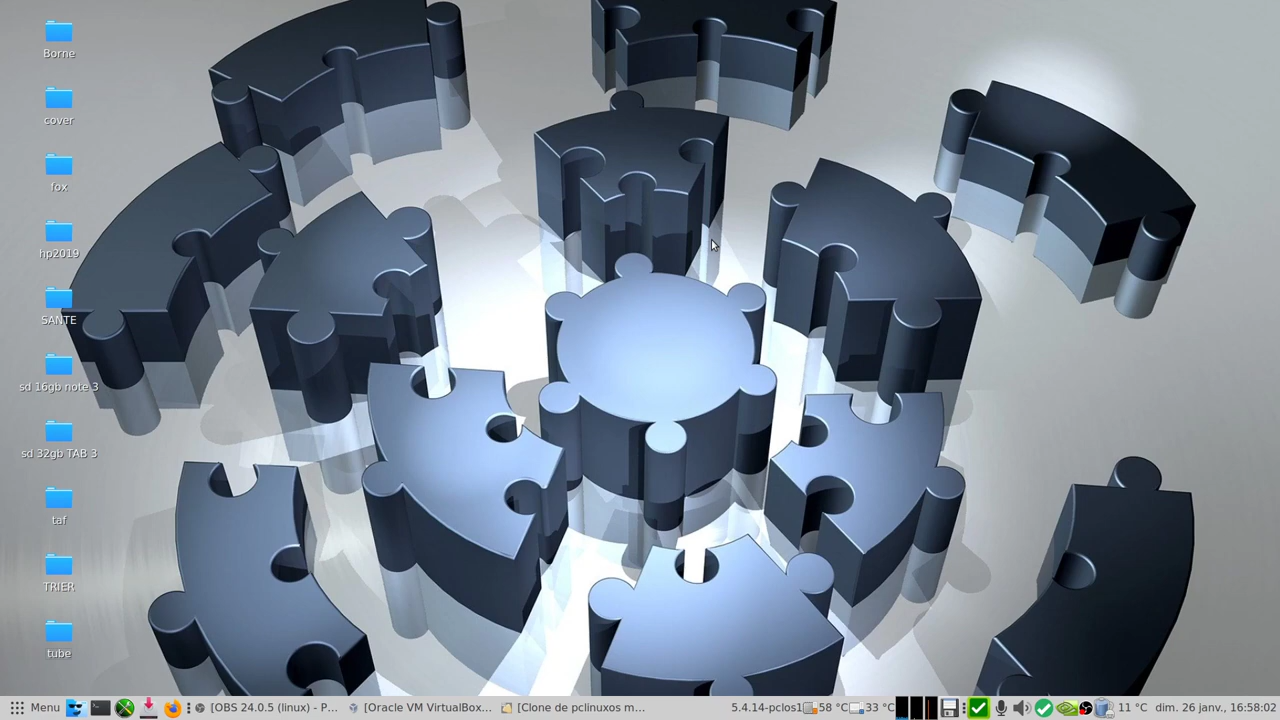 Borne
cover
fox
hp2019
SANTE
sd 16gb note 3
sd 32gb TAB 3
taf
TRIER
tube
Menu [OBS 24.0.3 (linux) - P... [Oracle VM VirtualBox... [Clone de pclinuxos m... 5.4.14-pclos1 58 °C 33 °C 11 °C dim. 26 janv., 16:58:02